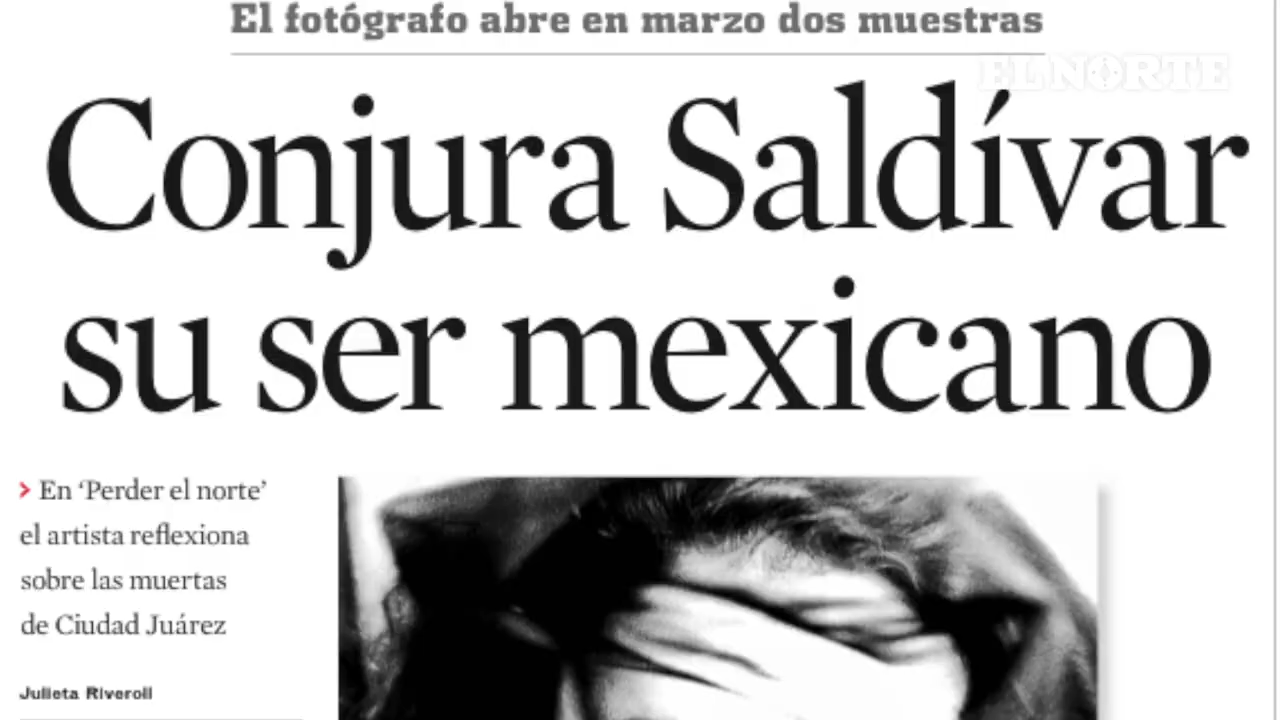 El fotógrafo abre en marzo dos muestras
EL NORTE
Conjura Saldívar
su ser mexicano
> En ‘Perder el norte’
el artista reflexiona
sobre las muertas
de Ciudad Juárez
Julieta Riveroll